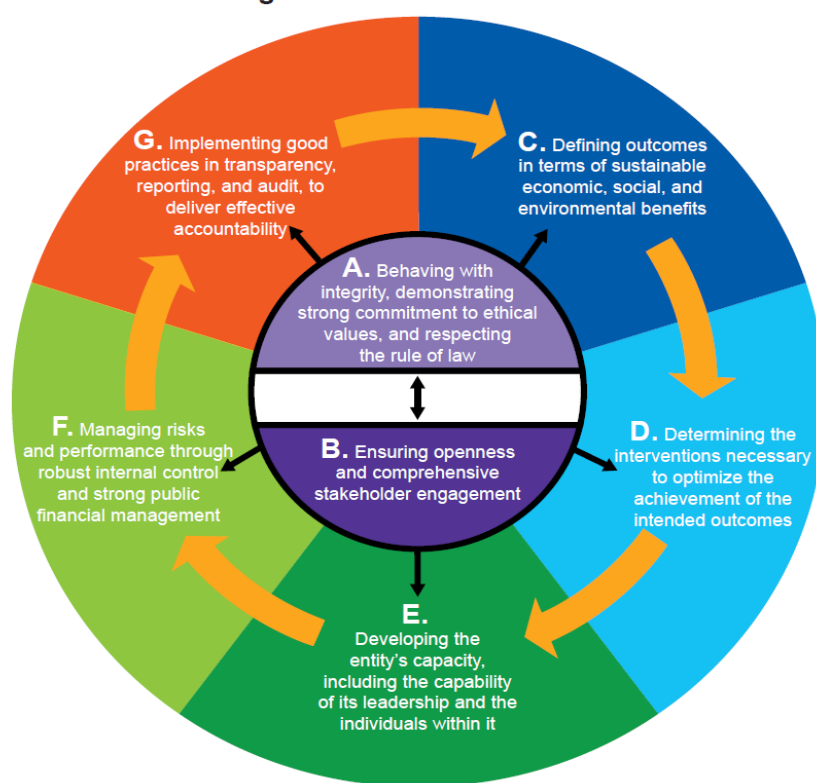 G. Implementing good
practices in transparency,
reporting, and audit, to
deliver effective
accountability
C. Defining outcomes
in terms of sustainable
economic, social, and
environmental benefits
A. Behaving with
integrity, demonstrating
strong commitment to ethical
values, and respecting
the rule of law
B. Ensuring openness
and comprehensive
stakeholder engagement
D. Determining the
interventions necessary
to optimize the
achievement of the
intended outcomes
E.
Developing the
entity's capacity,
including the capability
of its leadership and the
individuals within it
F. Managing risks
and performance through
robust internal control
and strong public
financial management